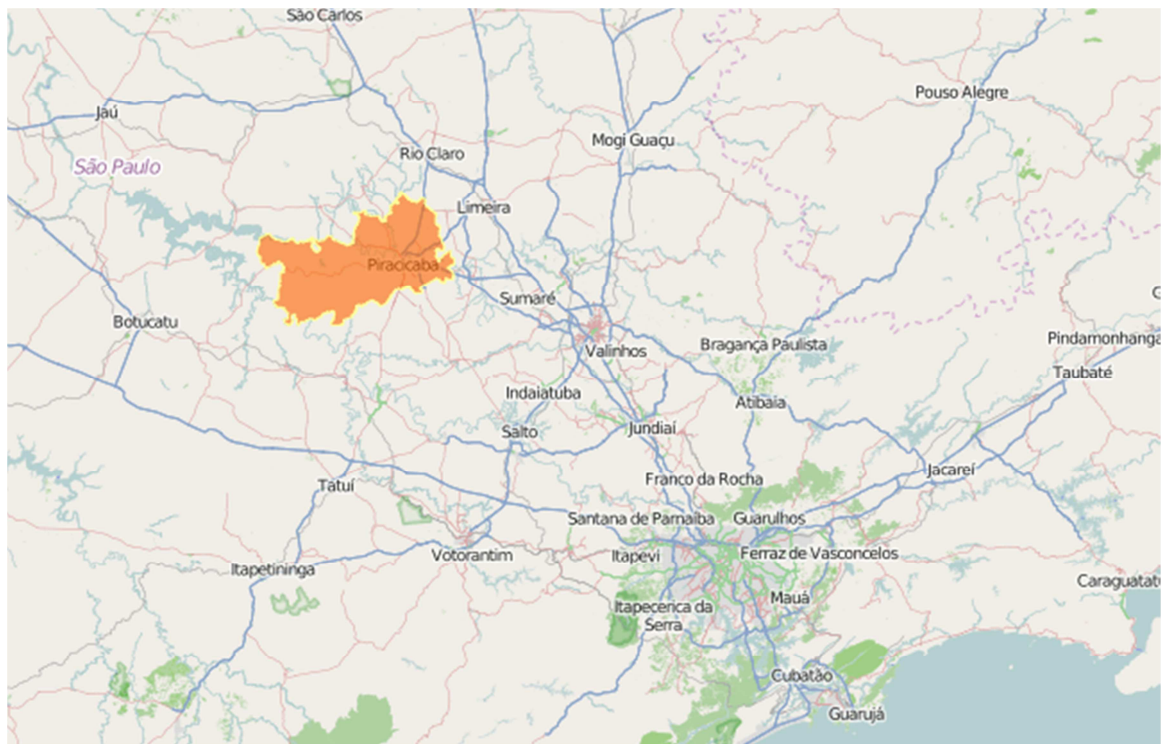 São Carlos
Pouso Alegre
Jaú
Mogi Guaçu
Rio Claro
São Paulo
Limeira
Piracicaba
Sumaré
Botucatu
Pindamonhanga
Bragança Paulista
Valinhos
Taubaté
Indaiatuba
Atibaia
Salto
Jundiaí
Jacareí
Franco da Rocha
Tatuí
Santana de Parnaíba
Guarulhos
Votorantim
Itapevi
Ferraz de Vasconcelos
Itapetininga
Caraguatatu
Mauá
Itapecerica da
Serra
Cubatão
Guarujá